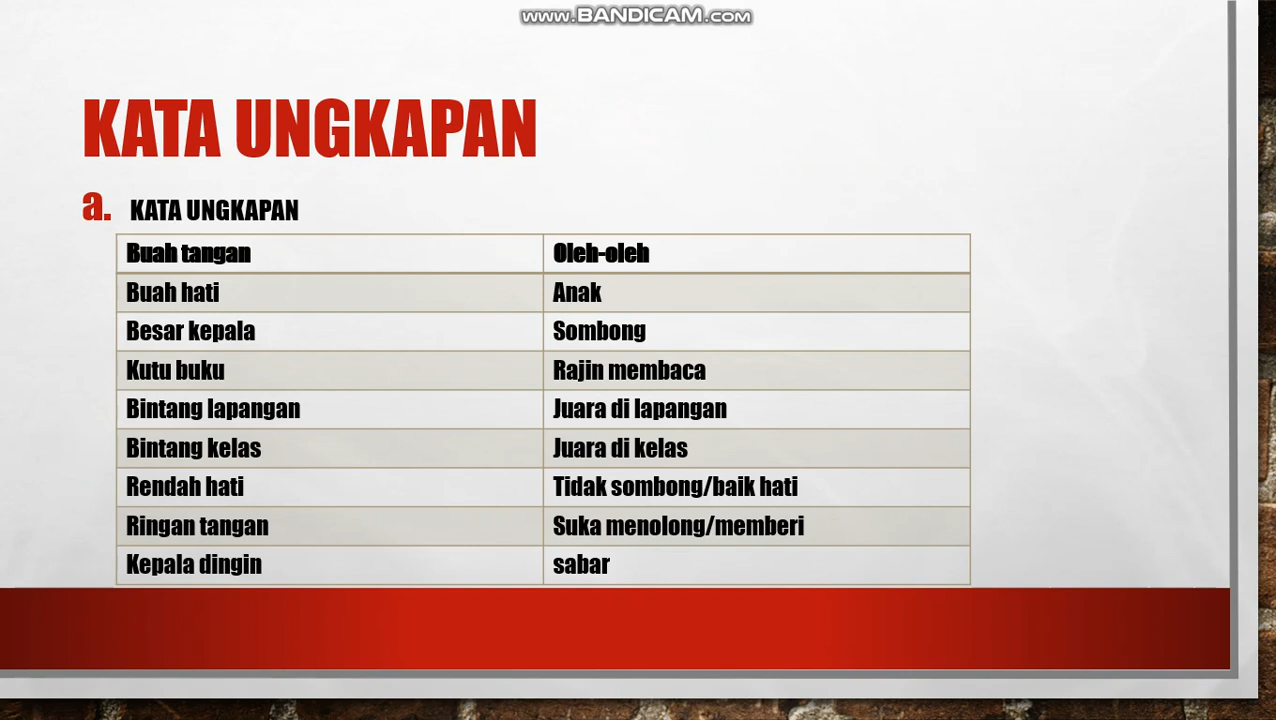 www.BANDICAM.com
KATA UNGKAPAN
a. KATA UNGKAPAN
Buah tangan Oleh-oleh
Buah hati Anak
Besar kepala Sombong
Kutu buku Rajin membaca
Bintang lapangan Juara di lapangan
Bintang kelas Juara di kelas
Rendah hati Tidak sombong/baik hati
Ringan tangan Suka menolong/memberi
Kepala dingin sabar